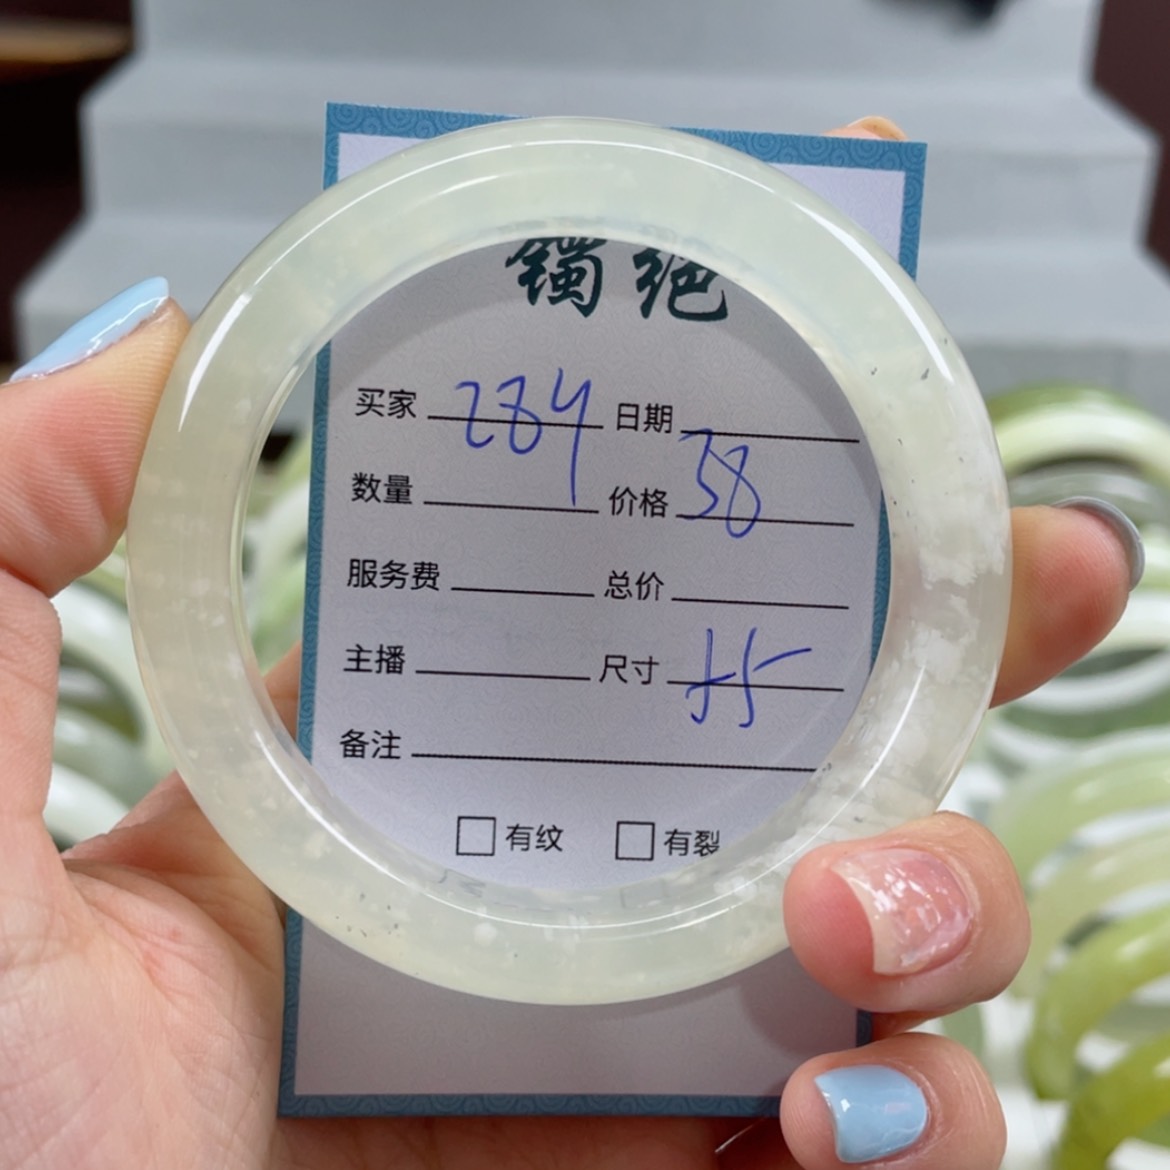 镯绝
买家 284 日期
数量 价格 38
服务费 总价
主播 尺寸 55
备注
□ 有纹 □ 有裂